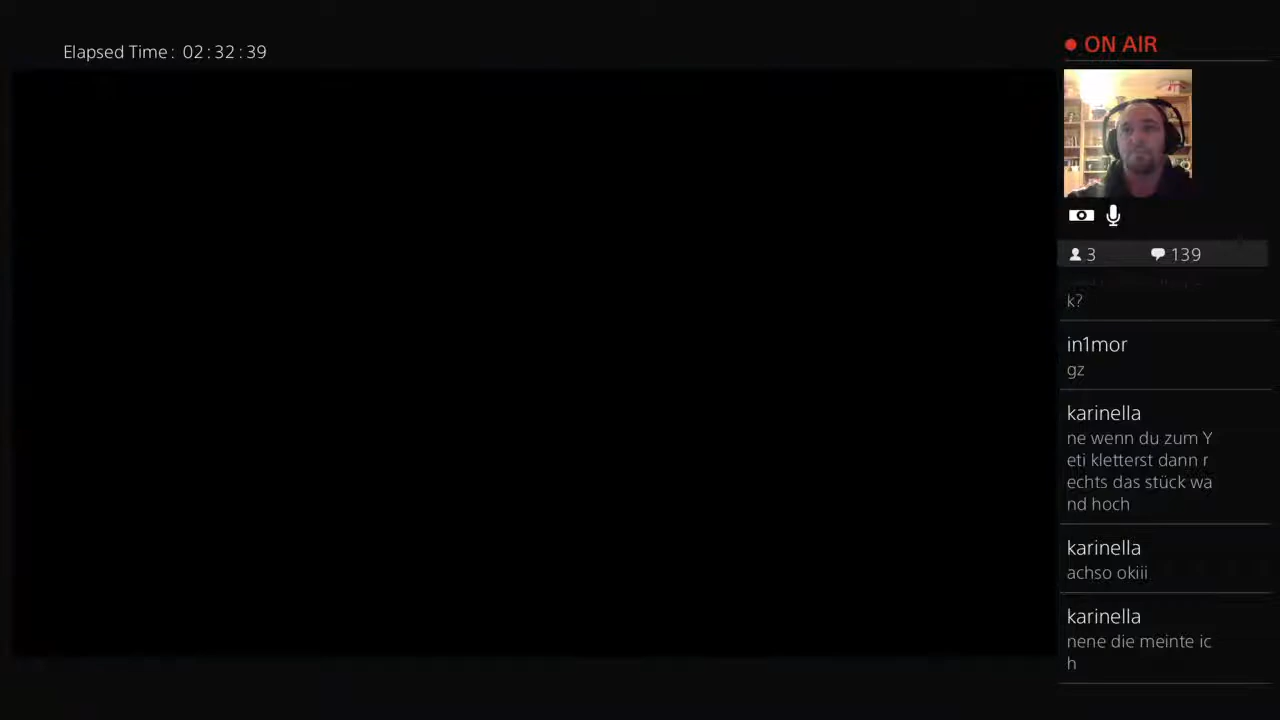 Elapsed Time: 02:32:39
ON AIR
3 139
k?
in1mor
gz
karinella
ne wenn du zum Y
eti kletterst dann r
echts das stück wa
nd hoch
karinella
achso okiii
karinella
nene die meinte ic
h